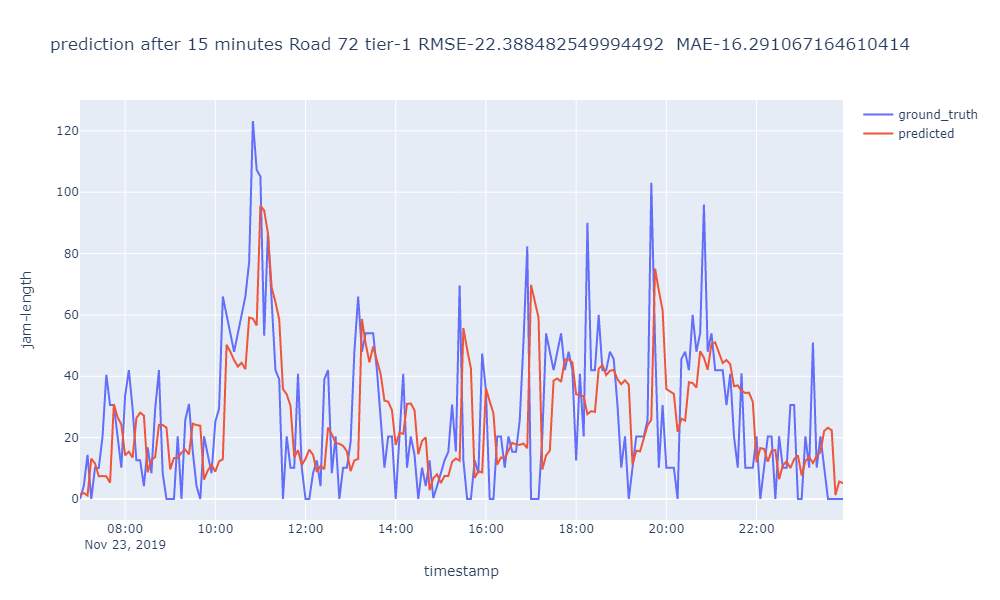 prediction after 15 minutes Road 72 tier-1 RMSE-22.388482549994492  MAE-16.291067164610414
ground_truth
predicted
120
100
80
60
40
20
0
jam-length
08:00 10:00 12:00 14:00 16:00 18:00 20:00 22:00
Nov 23, 2019
timestamp